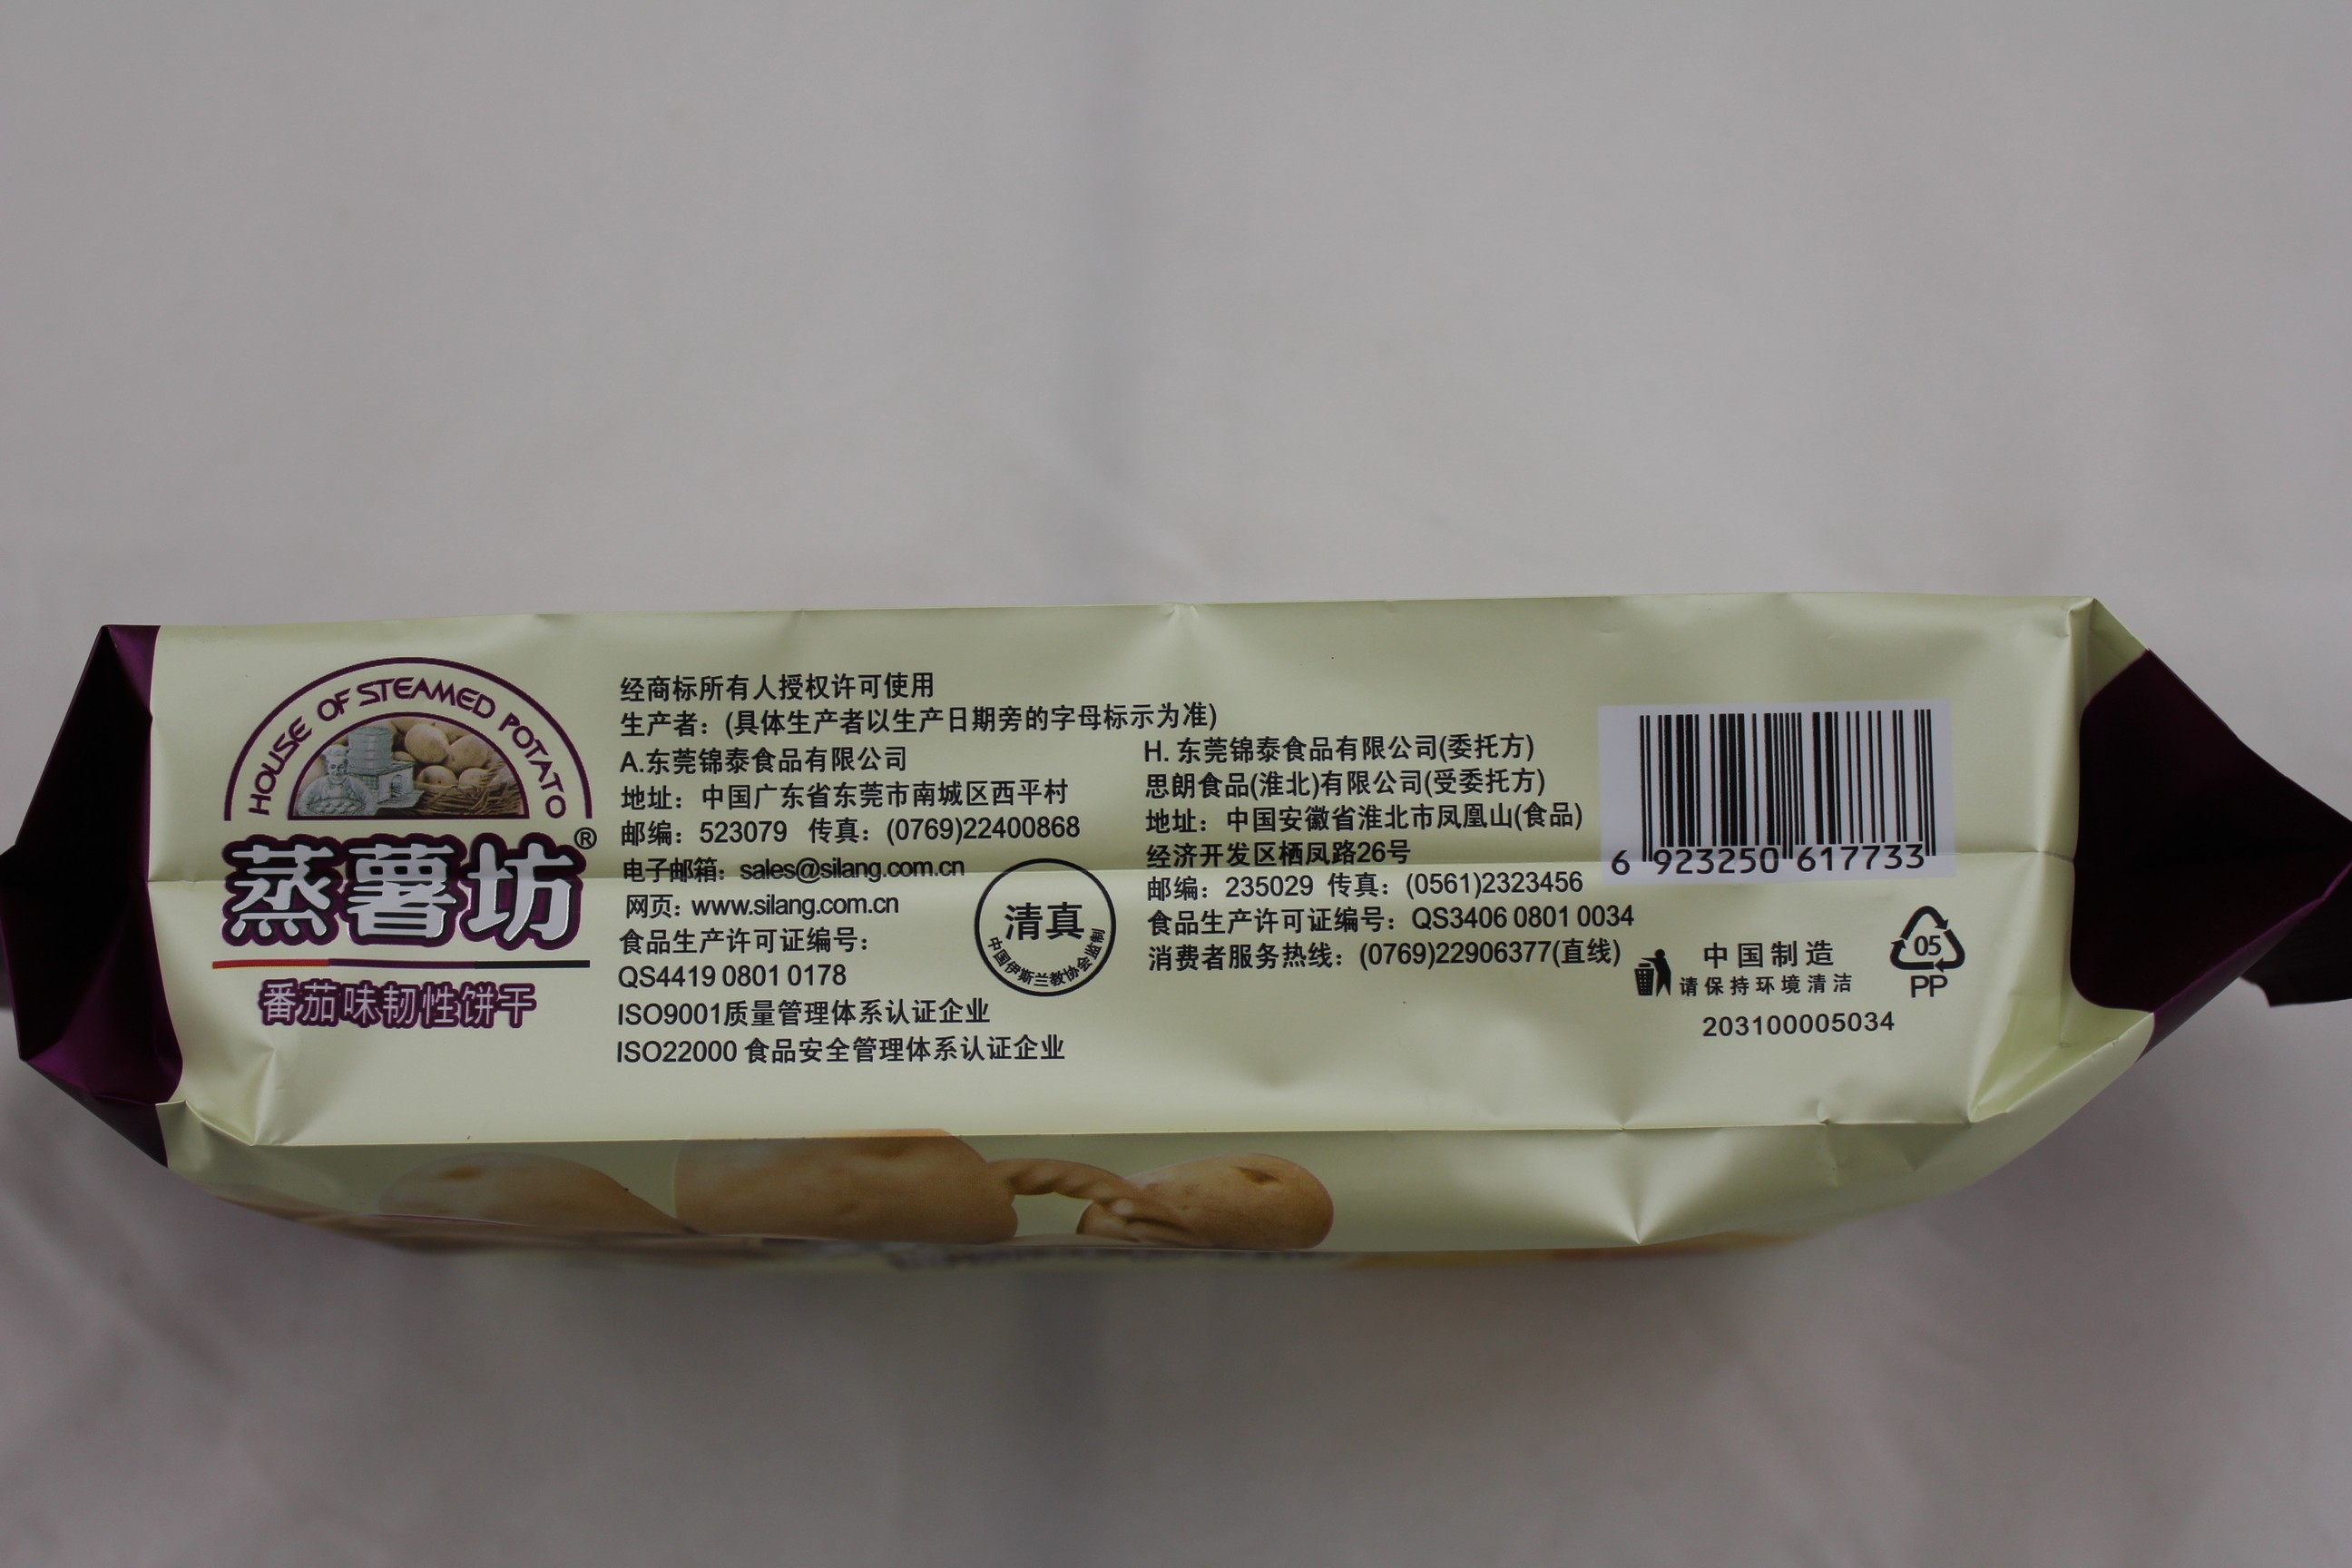 HOUSE OF STEAMED POTATO
蒸薯坊®
番茄味韧性饼干
经商标所有人授权许可使用
生产者：(具体生产者以生产日期旁的字母标示为准)
A.东莞锦泰食品有限公司
地址：中国广东省东莞市南城区西平村
邮编：523079 传真：(0769)22400868
电子邮箱：sales@silang.com.cn
网页：www.silang.com.cn
食品生产许可证编号：
QS4419 0801 0178
ISO9001质量管理体系认证企业
ISO22000 食品安全管理体系认证企业
清真
中国伊斯兰教协会监制
H. 东莞锦泰食品有限公司(委托方)
思朗食品(淮北)有限公司(受委托方)
地址：中国安徽省淮北市凤凰山(食品)
经济开发区栖凤路26号
邮编：235029 传真：(0561)2323456
食品生产许可证编号：QS3406 0801 0034
消费者服务热线：(0769)22906377(直线)
6 923250 617733
中国制造
请保持环境清洁
05
PP
203100005034